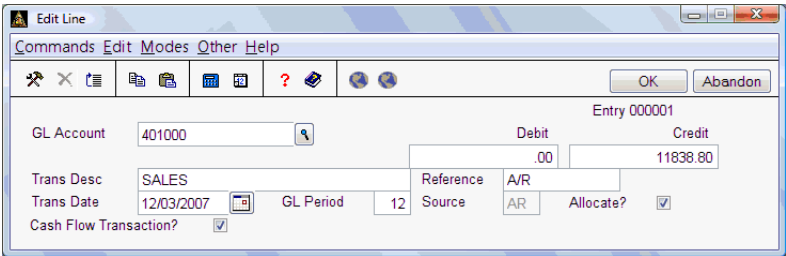 Edit Line
Commands Edit Modes Other Help
OK Abandon
Entry 000001
GL Account 401000 Debit Credit
.00 11838.80
Trans Desc SALES Reference A/R
Trans Date 12/03/2007 GL Period 12 Source AR Allocate?
Cash Flow Transaction?